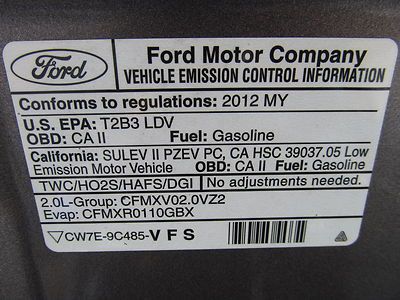 Ford
Ford Motor Company
VEHICLE EMISSION CONTROL INFORMATION
Conforms to regulations: 2012 MY
U.S. EPA: T2B3 LDV
OBD: CA II Fuel: Gasoline
California: SULEV II PZEV PC, CA HSC 39037.05 Low
Emission Motor Vehicle OBD: CA II Fuel: Gasoline
TWC/HO2S/HAFS/DGI No adjustments needed.
2.0L-Group: CFMXV02.0VZ2
Evap: CFMXR0110GBX
CW7E-9C485-V F S